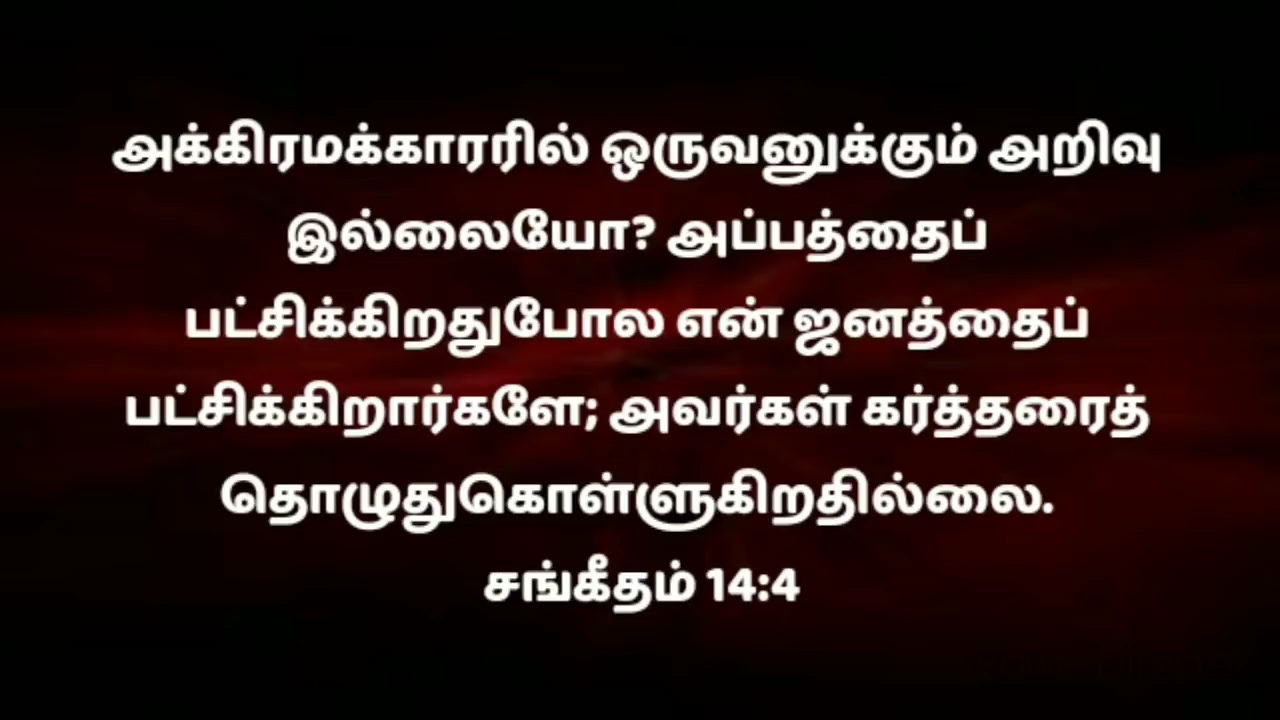 அக்கிரமக்காரரில் ஒருவனுக்கும் அறிவு
இல்லையோ? அப்பத்தைப்
பட்சிக்கிறதுபோல என் ஜனத்தைப்
பட்சிக்கிறார்களே; அவர்கள் கர்த்தரைத்
தொழுதுகொள்ளுகிறதில்லை.
சங்கீதம் 14:4